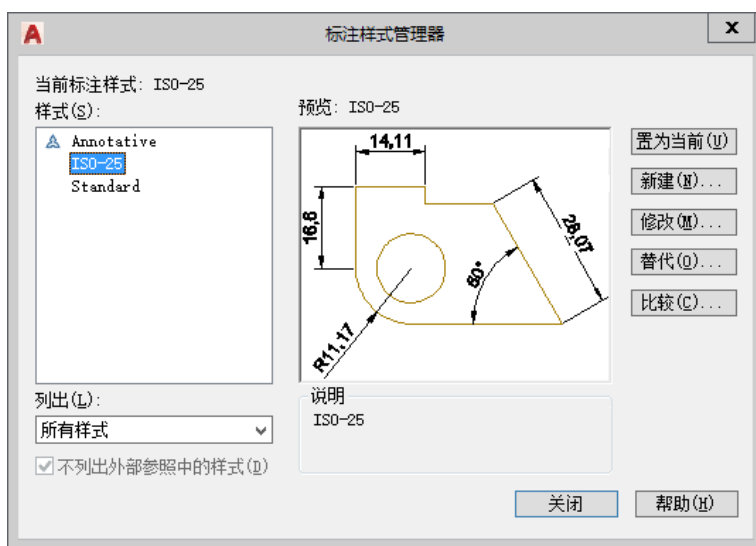 标注样式管理器
当前标注样式: ISO-25
样式(S):
Annotative
ISO-25
Standard
预览: ISO-25
14,11
16,6
28,07
60°
R11,17
置为当前(U)
新建(N)...
修改(M)...
替代(O)...
比较(C)...
列出(L):
所有样式
不列出外部参照中的样式(D)
说明
ISO-25
关闭
帮助(H)